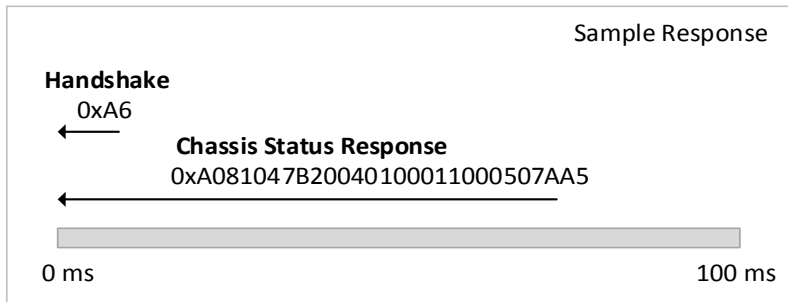 Sample Response
Handshake
0xA6
Chassis Status Response
0xA081047B20040100011000507AA5
0 ms
100 ms